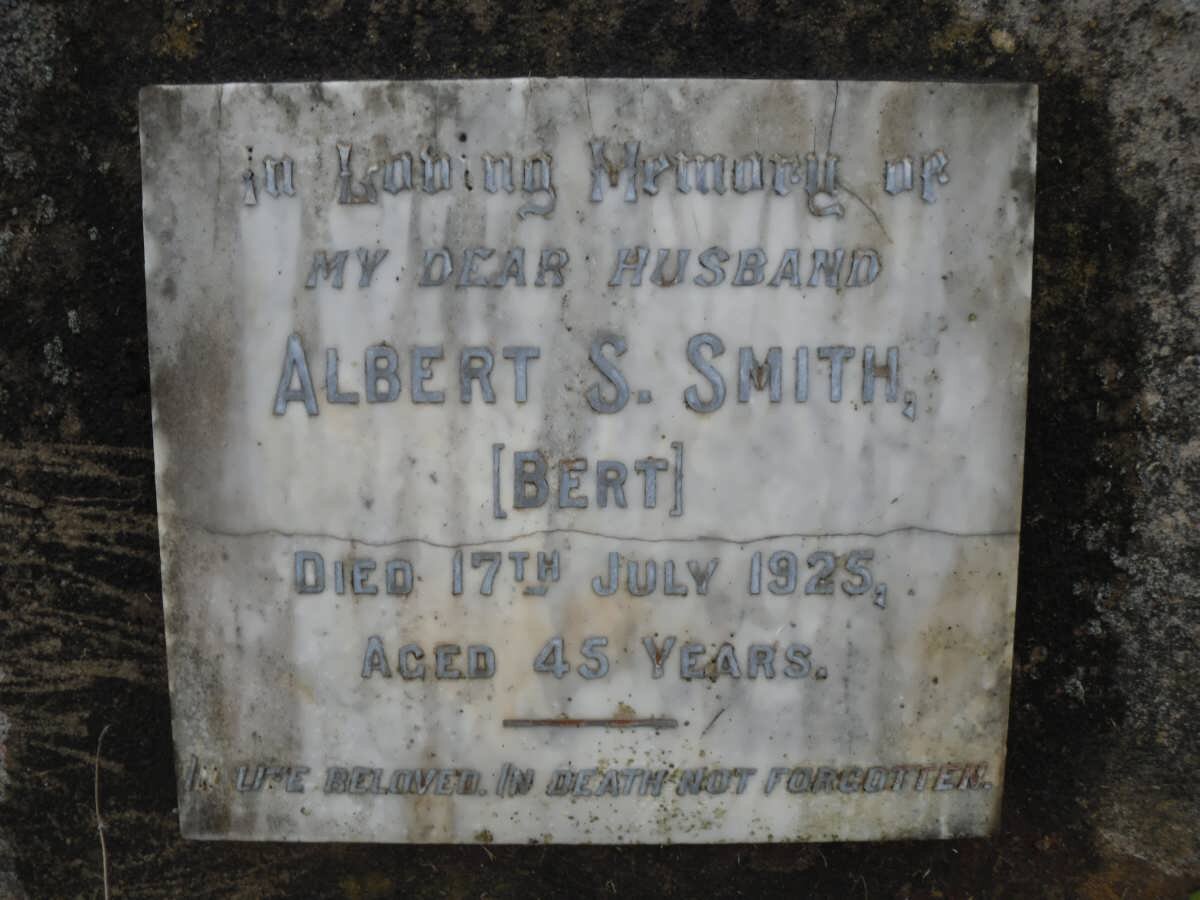 In Loving Memory of
MY DEAR HUSBAND
ALBERT S. SMITH,
[BERT]
DIED 17TH JULY 1925,
AGED 45 YEARS.
IN LIFE BELOVED. IN DEATH NOT FORGOTTEN.